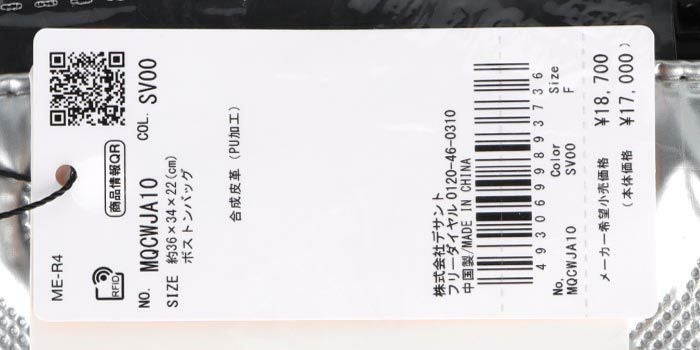 商品情報QR
ME-R4
RFID
NO. MQCWJA10 COL. SV00
SIZE 約36×34×22(cm)
ボストンバッグ
合成皮革 (PU加工)
株式会社デサント
フリーダイヤル 0120-46-0310
中国製/MADE IN CHINA
4930699893736
No. Color Size
MQCWJA10 SV00 F
メーカー希望小売価格 ¥18,700
(本体価格 ¥17,000)